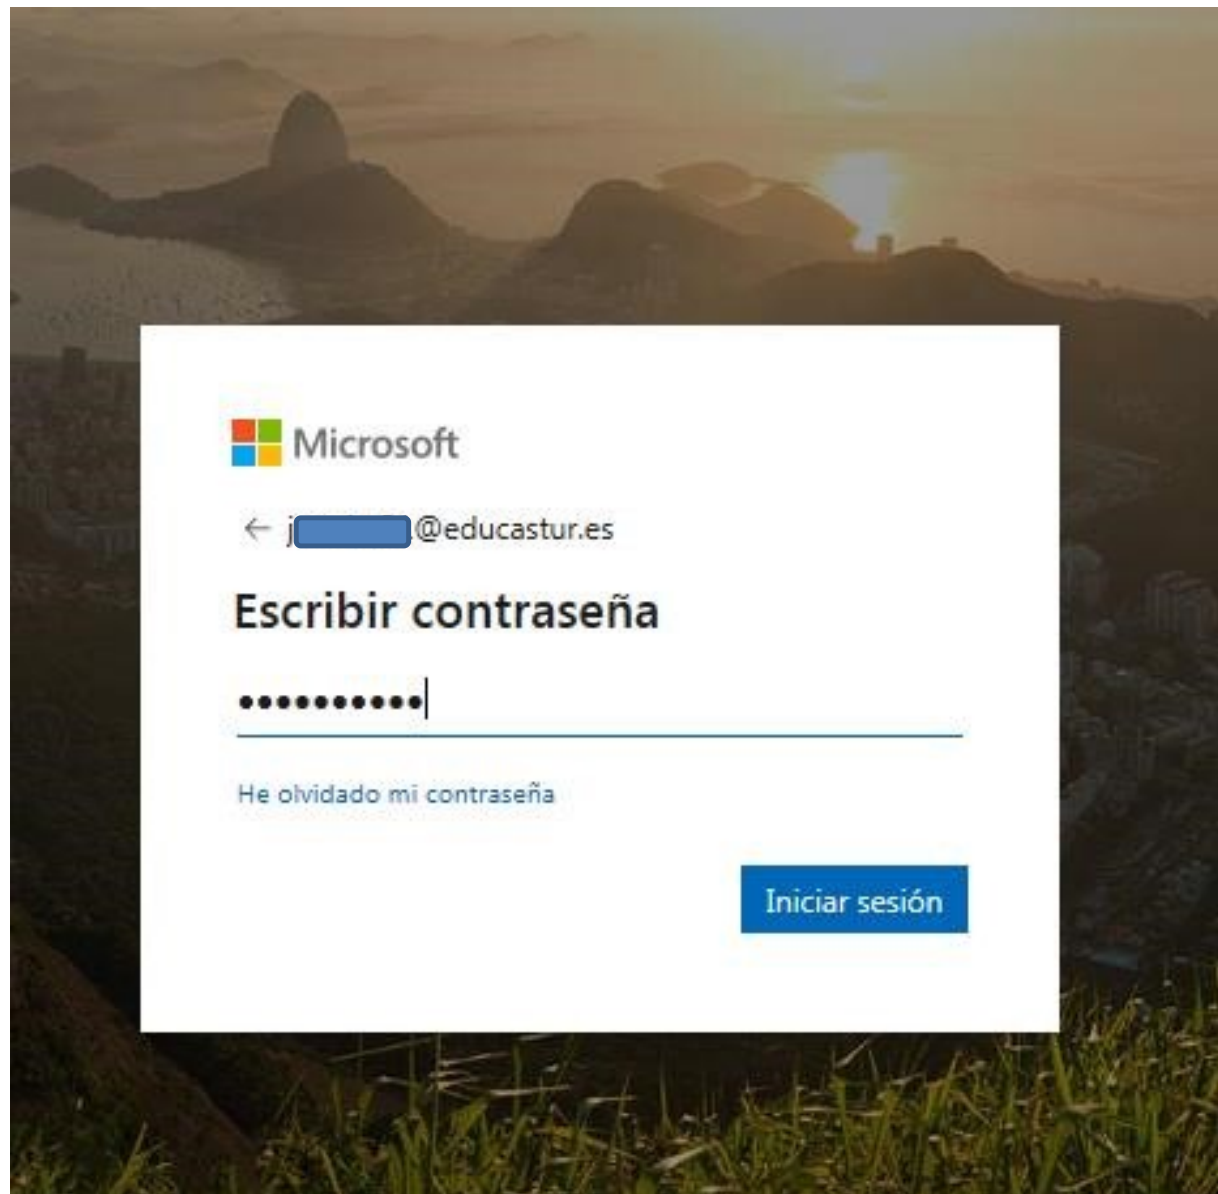 Microsoft
← j @educastur.es
Escribir contraseña
••••••••••
He olvidado mi contraseña
Iniciar sesión